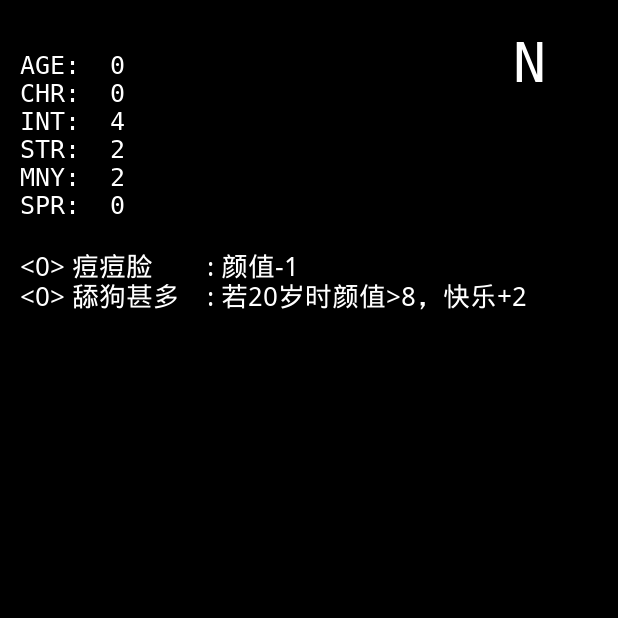 N
AGE: 0
CHR: 0
INT: 4
STR: 2
MNY: 2
SPR: 0
<0> 痘痘脸 : 颜值-1
<0> 舔狗甚多 : 若20岁时颜值>8，快乐+2